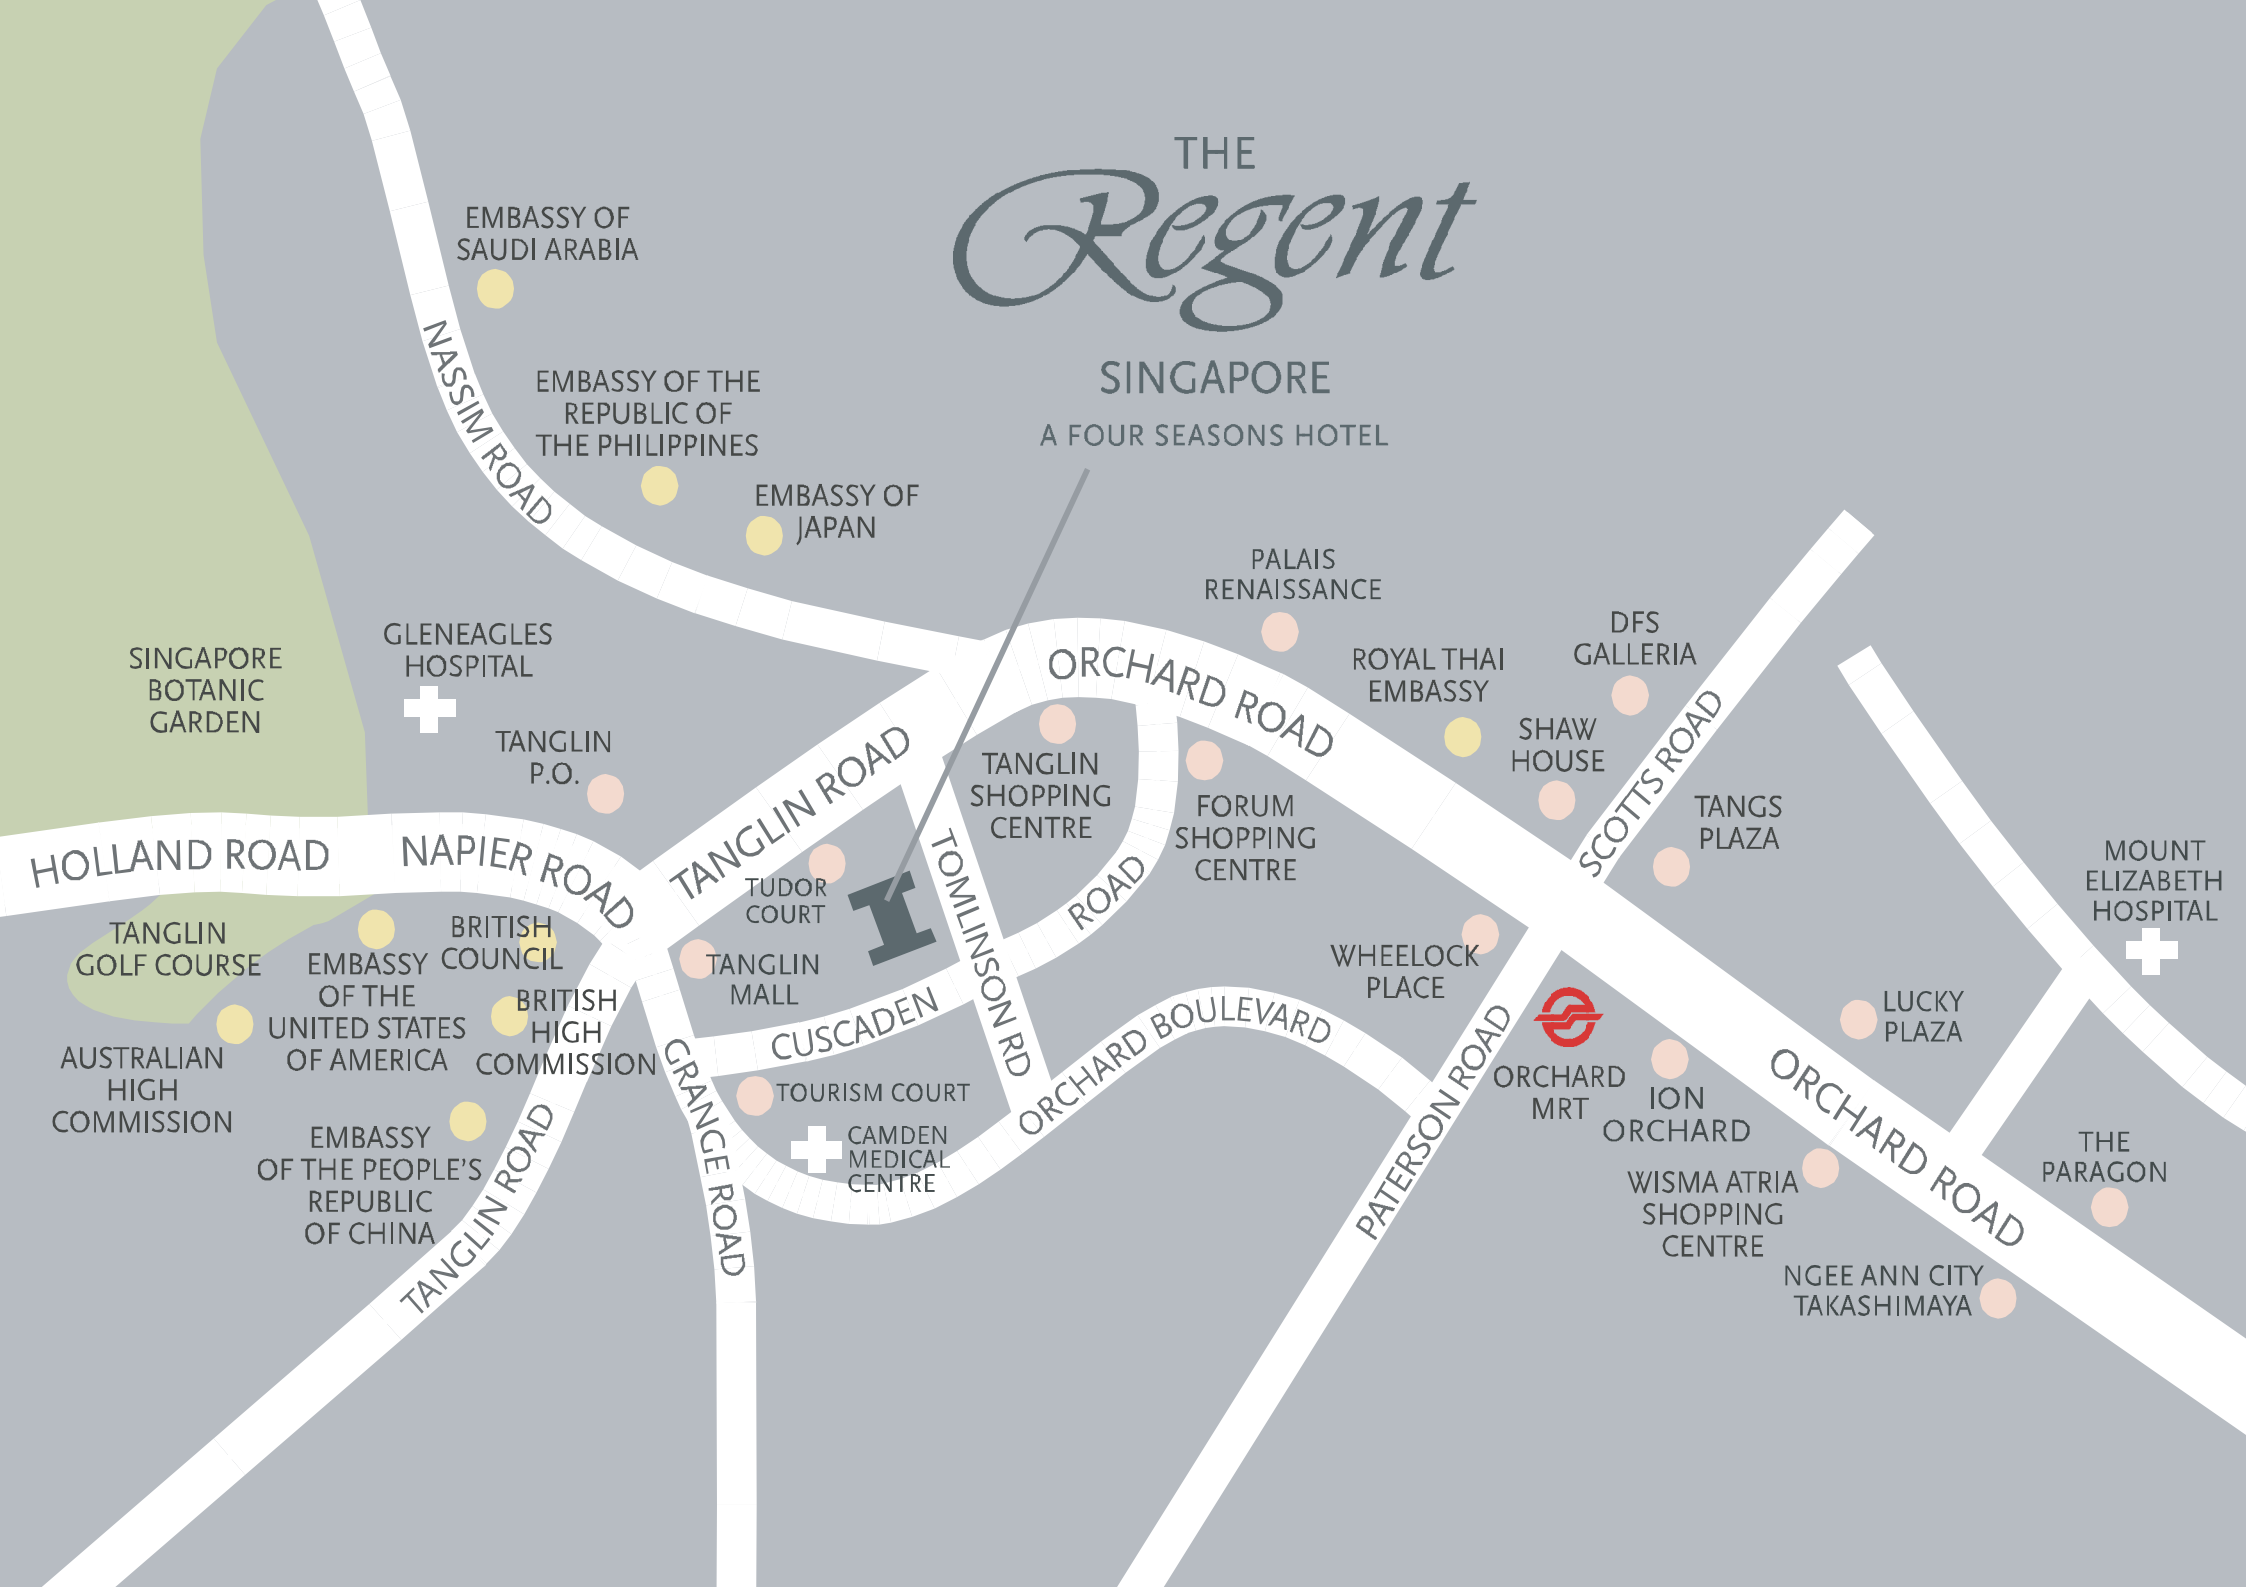 THE
Regent
SINGAPORE
A FOUR SEASONS HOTEL
EMBASSY OF
SAUDI ARABIA
NASSIM ROAD
EMBASSY OF THE
REPUBLIC OF
THE PHILIPPINES
EMBASSY OF
JAPAN
PALAIS
RENAISSANCE
ROYAL THAI
EMBASSY
DFS
GALLERIA
SHAW
HOUSE
SCOTTS ROAD
TANGS
PLAZA
SINGAPORE
BOTANIC
GARDEN
GLENEAGLES
HOSPITAL
TANGLIN
P.O.
ORCHARD ROAD
TANGLIN ROAD
TANGLIN
SHOPPING
CENTRE
FORUM
SHOPPING
CENTRE
HOLLAND ROAD
NAPIER ROAD
TUDOR
COURT
TOMLINSON RD
MOUNT
ELIZABETH
HOSPITAL
TANGLIN
GOLF COURSE
EMBASSY
OF THE
UNITED STATES
OF AMERICA
BRITISH
COUNCIL
BRITISH
HIGH
COMMISSION
TANGLIN
MALL
CUSCADEN
ROAD
WHEELOCK
PLACE
AUSTRALIAN
HIGH
COMMISSION
EMBASSY
OF THE PEOPLE'S
REPUBLIC
OF CHINA
TANGLIN ROAD
GRANGE ROAD
TOURISM COURT
CAMDEN
MEDICAL
CENTRE
ORCHARD BOULEVARD
PATERSON ROAD
ORCHARD
MRT
ION
ORCHARD
LUCKY
PLAZA
ORCHARD ROAD
WISMA ATRIA
SHOPPING
CENTRE
THE
PARAGON
NGEE ANN CITY
TAKASHIMAYA